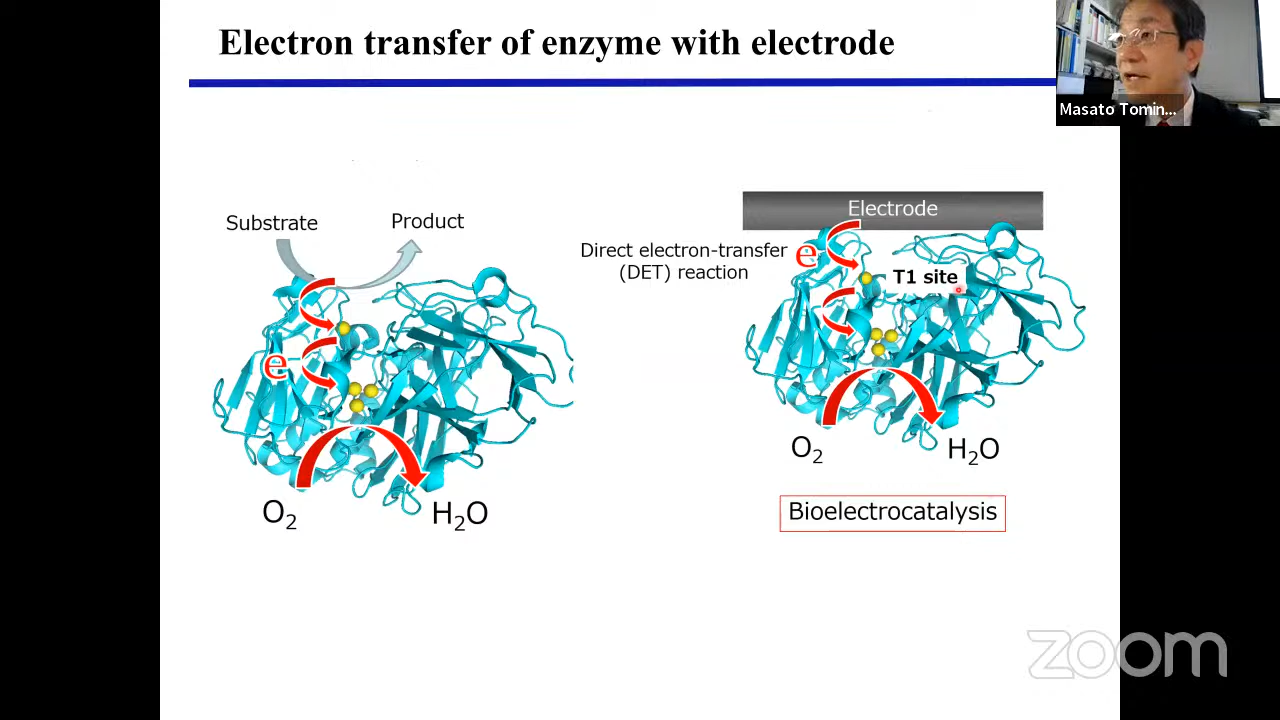 Electron transfer of enzyme with electrode
Masato Tomin...
Substrate
Product
e
O₂
H₂O
Electrode
Direct electron-transfer
(DET) reaction
e
T1 site
O₂
H₂O
Bioelectrocatalysis
zoom